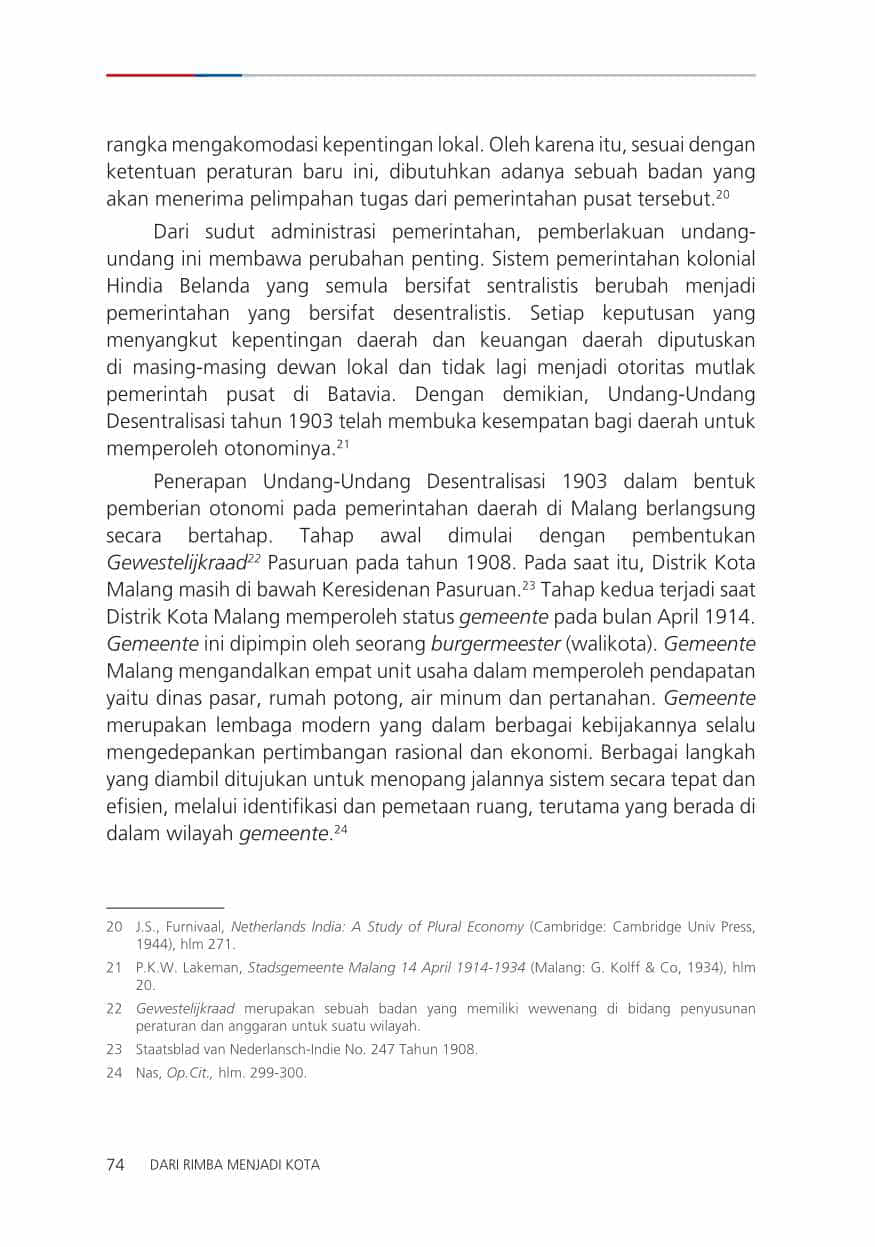 rangka mengakomodasi kepentingan lokal. Oleh karena itu, sesuai dengan
ketentuan peraturan baru ini, dibutuhkan adanya sebuah badan yang
akan menerima pelimpahan tugas dari pemerintahan pusat tersebut.20
Dari sudut administrasi pemerintahan, pemberlakuan undang-
undang ini membawa perubahan penting. Sistem pemerintahan kolonial
Hindia Belanda yang semula bersifat sentralistis berubah menjadi
pemerintahan yang bersifat desentralistis. Setiap keputusan yang
menyangkut kepentingan daerah dan keuangan daerah diputuskan
di masing-masing dewan lokal dan tidak lagi menjadi otoritas mutlak
pemerintah pusat di Batavia. Dengan demikian, Undang-Undang
Desentralisasi tahun 1903 telah membuka kesempatan bagi daerah untuk
memperoleh otonominya.21
Penerapan Undang-Undang Desentralisasi 1903 dalam bentuk
pemberian otonomi pada pemerintahan daerah di Malang berlangsung
secara bertahap. Tahap awal dimulai dengan pembentukan
Gewestelijkraad22 Pasuruan pada tahun 1908. Pada saat itu, Distrik Kota
Malang masih di bawah Keresidenan Pasuruan.23 Tahap kedua terjadi saat
Distrik Kota Malang memperoleh status gemeente pada bulan April 1914.
Gemeente ini dipimpin oleh seorang burgermeester (walikota). Gemeente
Malang mengandalkan empat unit usaha dalam memperoleh pendapatan
yaitu dinas pasar, rumah potong, air minum dan pertanahan. Gemeente
merupakan lembaga modern yang dalam berbagai kebijakannya selalu
mengedepankan pertimbangan rasional dan ekonomi. Berbagai langkah
yang diambil ditujukan untuk menopang jalannya sistem secara tepat dan
efisien, melalui identifikasi dan pemetaan ruang, terutama yang berada di
dalam wilayah gemeente.24
20 J.S., Furnivaal, Netherlands India: A Study of Plural Economy (Cambridge: Cambridge Univ Press,
1944), hlm 271.
21 P.K.W. Lakeman, Stadsgemeente Malang 14 April 1914-1934 (Malang: G. Kolff & Co, 1934), hlm
20.
22 Gewestelijkraad merupakan sebuah badan yang memiliki wewenang di bidang penyusunan
peraturan dan anggaran untuk suatu wilayah.
23 Staatsblad van Nederlansch-Indie No. 247 Tahun 1908.
24 Nas, Op.Cit., hlm. 299-300.
74 DARI RIMBA MENJADI KOTA